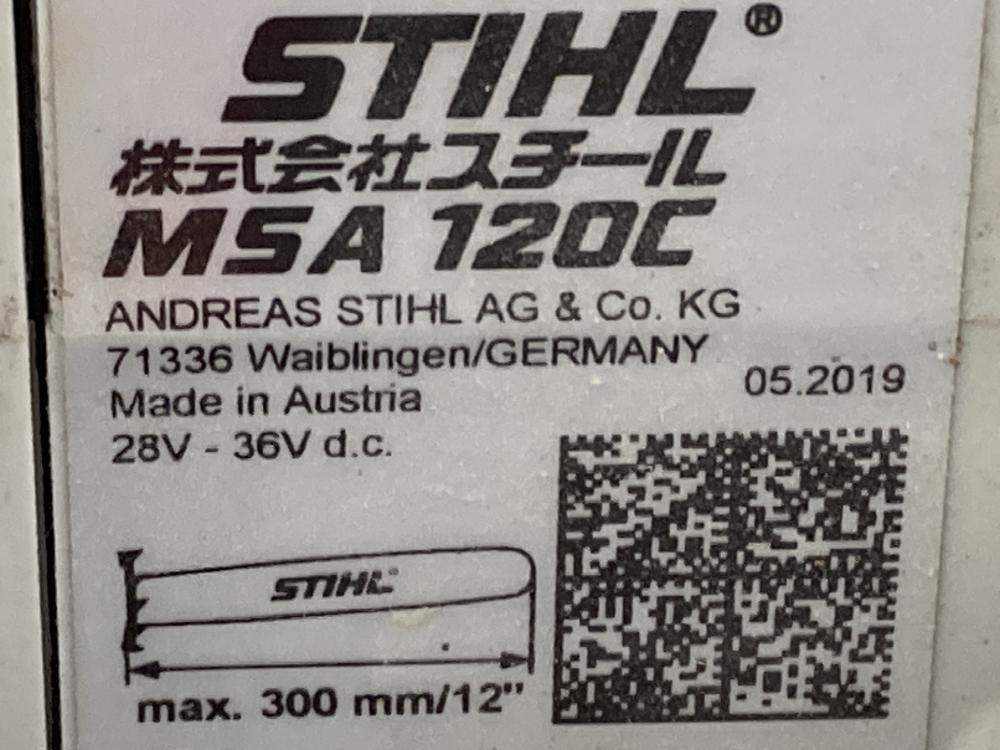 STIHL®
株式会社スチール
MSA 120C
ANDREAS STIHL AG & Co. KG
71336 Waiblingen/GERMANY
Made in Austria
05.2019
28V - 36V d.c.
STIHL®
max. 300 mm/12"